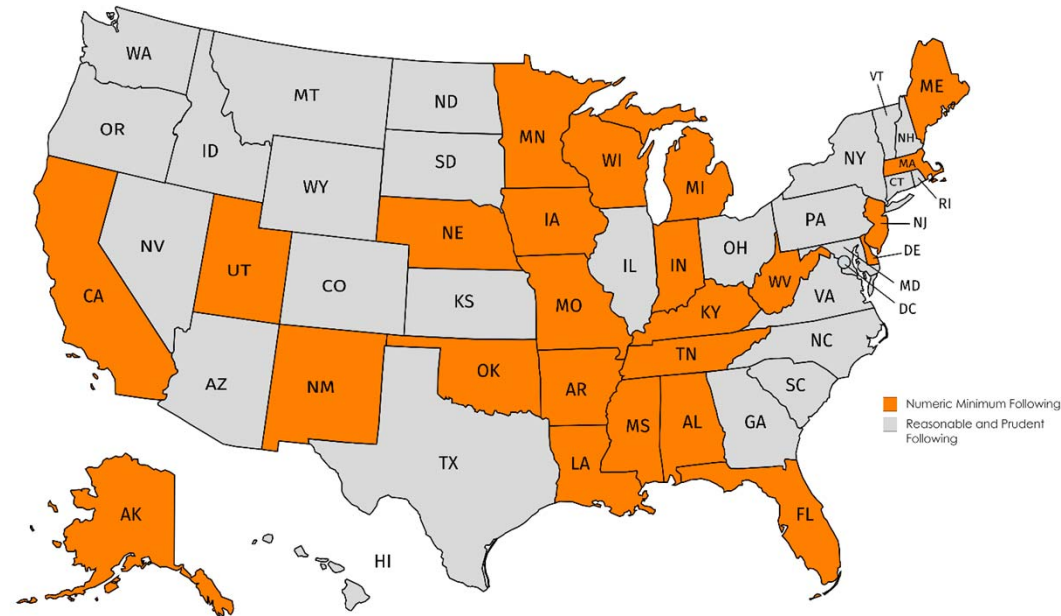 WA
MT
ND
MN
VT
ME
OR
ID
SD
WI
NH
NY
MA
WY
MI
CT
RI
IA
PA
NJ
NE
NV
OH
DE
UT
IL
IN
CA
CO
WV
MD
KS
MO
VA
DC
KY
NC
TN
OK
AZ
NM
AR
SC
Numeric Minimum Following
MS
AL
GA
Reasonable and Prudent
Following
TX
LA
AK
FL
HI